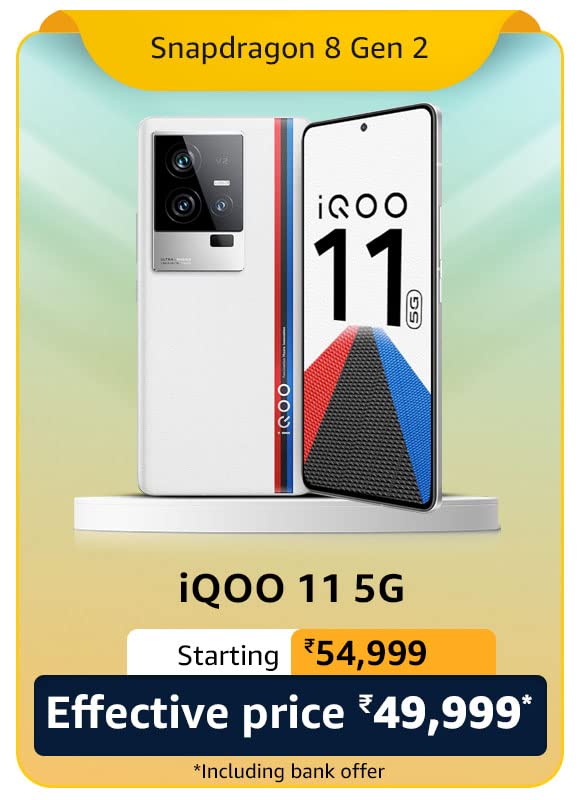 Snapdragon 8 Gen 2
V2
iQOO
11
5G
iQOO
iQOO 11 5G
Starting ₹54,999
Effective price ₹49,999*
*Including bank offer